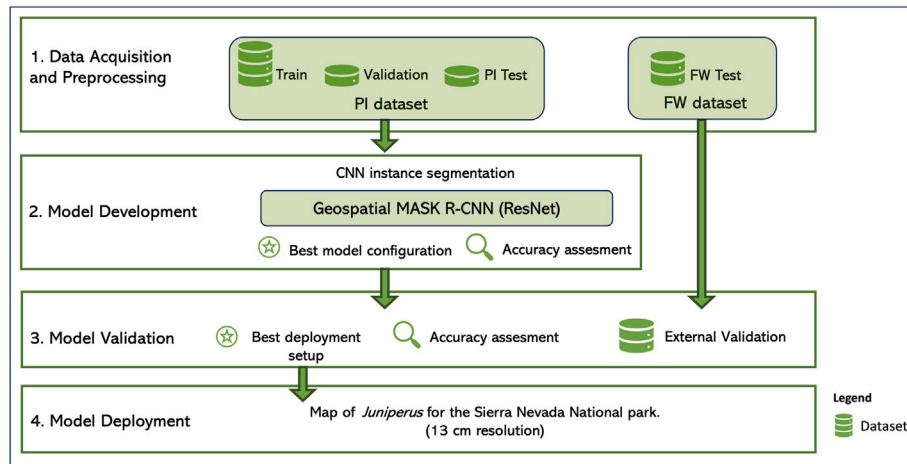 1. Data Acquisition
and Preprocessing
Train
Validation
PI Test
PI dataset
FW Test
FW dataset
CNN instance segmentation
2. Model Development
Geospatial MASK R-CNN (ResNet)
Best model configuration
Accuracy assesment
3. Model Validation
Best deployment
setup
Accuracy assesment
External Validation
4. Model Deployment
Map of Juniperus for the Sierra Nevada National park.
(13 cm resolution)
Legend
Dataset